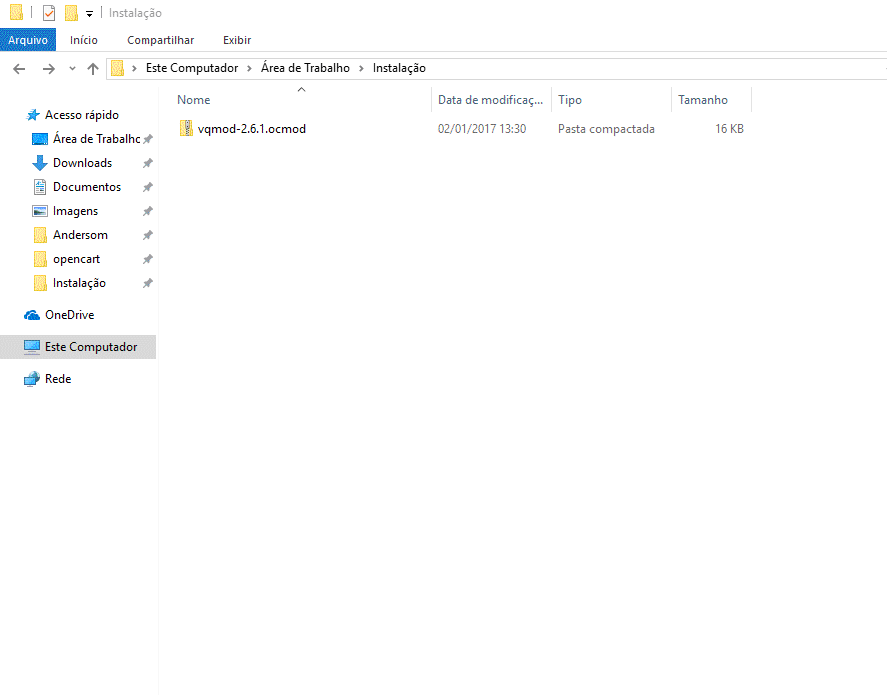 Instalação
Arquivo Início Compartilhar Exibir
Este Computador Área de Trabalho Instalação
Nome Data de modificaç... Tipo Tamanho
vqmod-2.6.1.ocmod 02/01/2017 13:30 Pasta compactada 16 KB
Acesso rápido
Área de Trabalho
Downloads
Documentos
Imagens
Andersom
opencart
Instalação
OneDrive
Este Computador
Rede